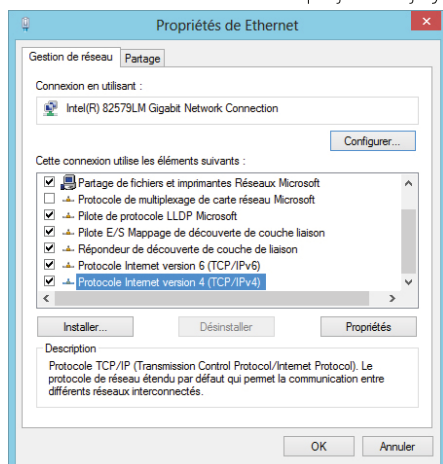 Propriétés de Ethernet
Gestion de réseau Partage
Connexion en utilisant :
Intel(R) 82579LM Gigabit Network Connection
Configurer...
Cette connexion utilise les éléments suivants :
Partage de fichiers et imprimantes Réseaux Microsoft
Protocole de multiplexage de carte réseau Microsoft
Pilote de protocole LLDP Microsoft
Pilote E/S Mappage de découverte de couche liaison
Répondeur de découverte de couche de liaison
Protocole Internet version 6 (TCP/IPv6)
Protocole Internet version 4 (TCP/IPv4)
Installer... Désinstaller Propriétés
Description
Protocole TCP/IP (Transmission Control Protocol/Internet Protocol). Le
protocole de réseau étendu par défaut qui permet la communication entre
différents réseaux interconnectés.
OK Annuler